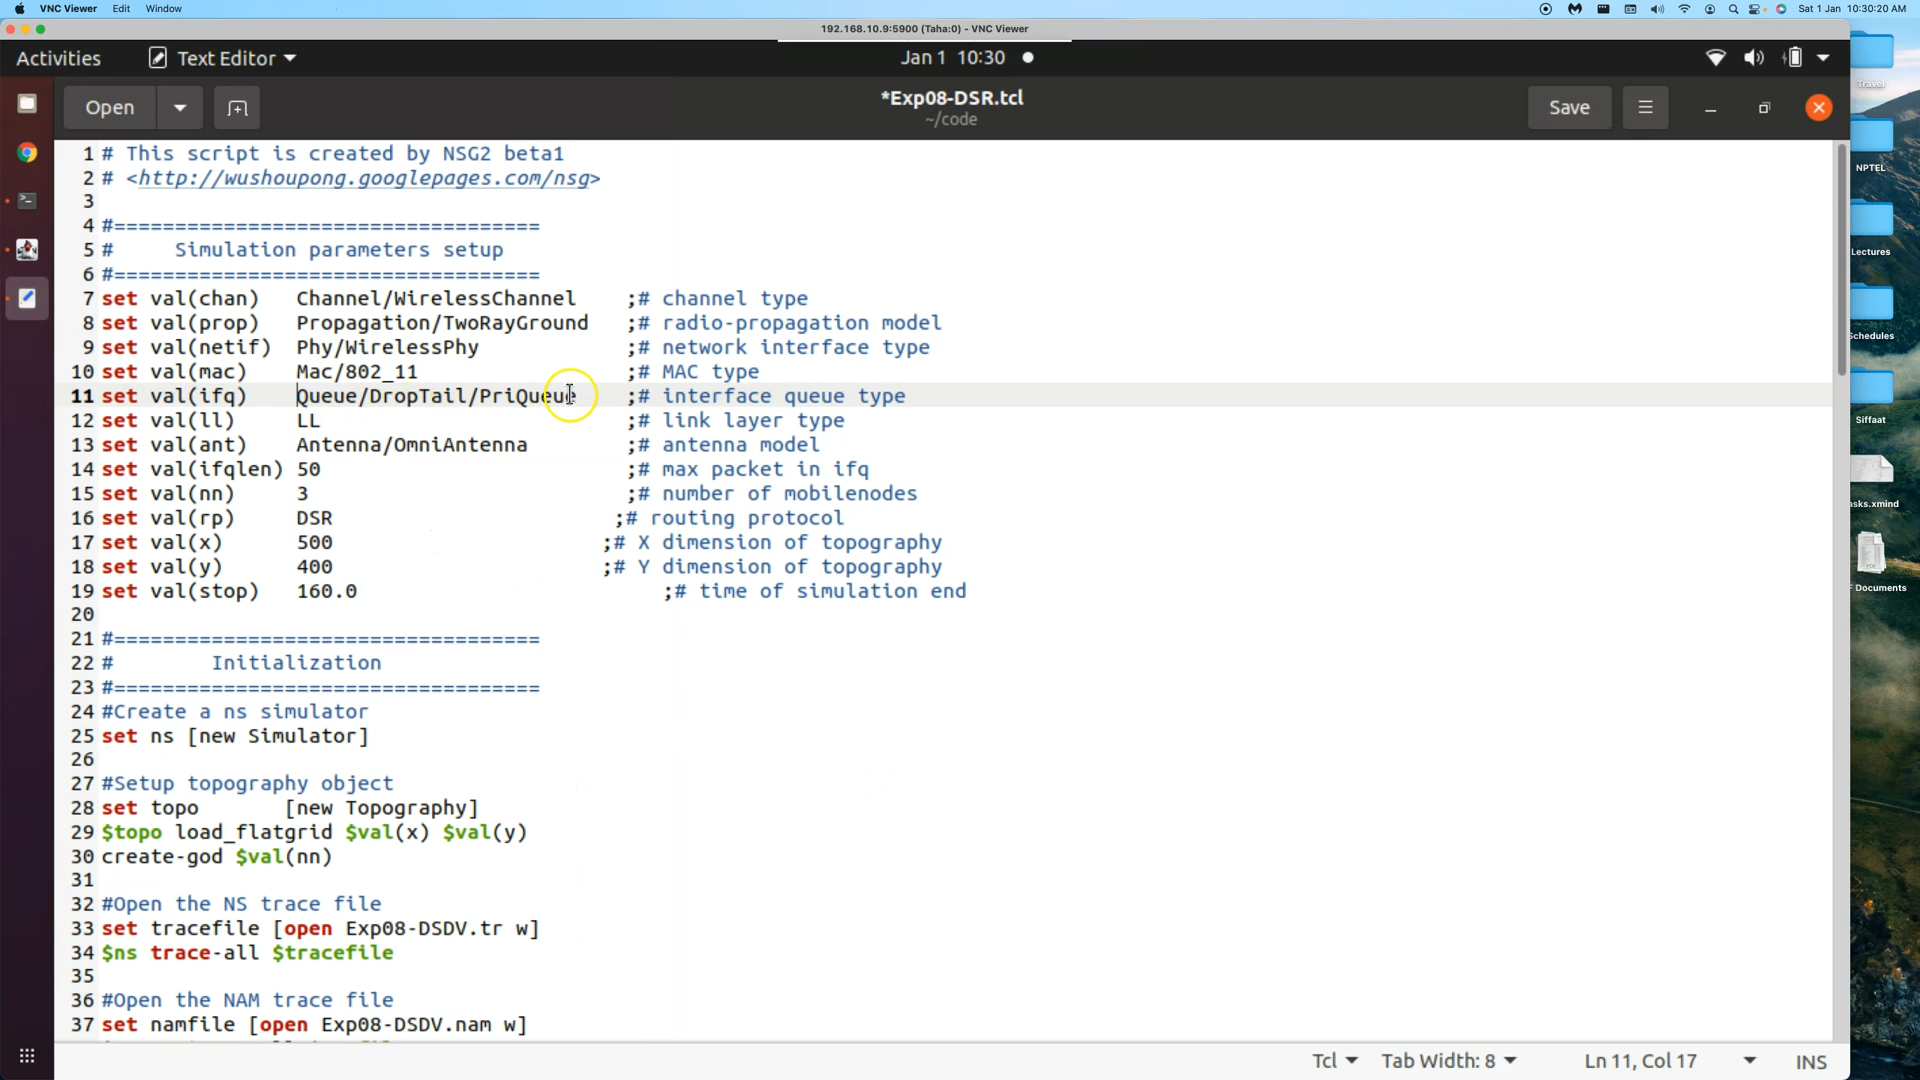 VNC Viewer Edit Window Sat 1 Jan 10:30:20 AM
192.168.10.9:5900 (Taha:0) - VNC Viewer
Activities Text Editor Jan 1 10:30
Open *Exp08-DSR.tcl Save
~/code
1 # This script is created by NSG2 beta1
2 # <http://wushoupong.googlepages.com/nsg>
3
4 #===================================
5 # Simulation parameters setup
6 #===================================
7 set val(chan) Channel/WirelessChannel ;# channel type
8 set val(prop) Propagation/TwoRayGround ;# radio-propagation model
9 set val(netif) Phy/WirelessPhy ;# network interface type
10 set val(mac) Mac/802_11 ;# MAC type
11 set val(ifq) Queue/DropTail/PriQueue ;# interface queue type
12 set val(ll) LL ;# link layer type
13 set val(ant) Antenna/OmniAntenna ;# antenna model
14 set val(ifqlen) 50 ;# max packet in ifq
15 set val(nn) 3 ;# number of mobilenodes
16 set val(rp) DSR ;# routing protocol
17 set val(x) 500 ;# X dimension of topography
18 set val(y) 400 ;# Y dimension of topography
19 set val(stop) 160.0 ;# time of simulation end
20
21 #===================================
22 # Initialization
23 #===================================
24 #Create a ns simulator
25 set ns [new Simulator]
26
27 #Setup topography object
28 set topo [new Topography]
29 $topo load_flatgrid $val(x) $val(y)
30 create-god $val(nn)
31
32 #Open the NS trace file
33 set tracefile [open Exp08-DSDV.tr w]
34 $ns trace-all $tracefile
35
36 #Open the NAM trace file
37 set namfile [open Exp08-DSDV.nam w]
Tcl Tab Width: 8 Ln 11, Col 17 INS
Travel
NPTEL
Lectures
Schedules
Siffaat
sks.xmind
F Documents